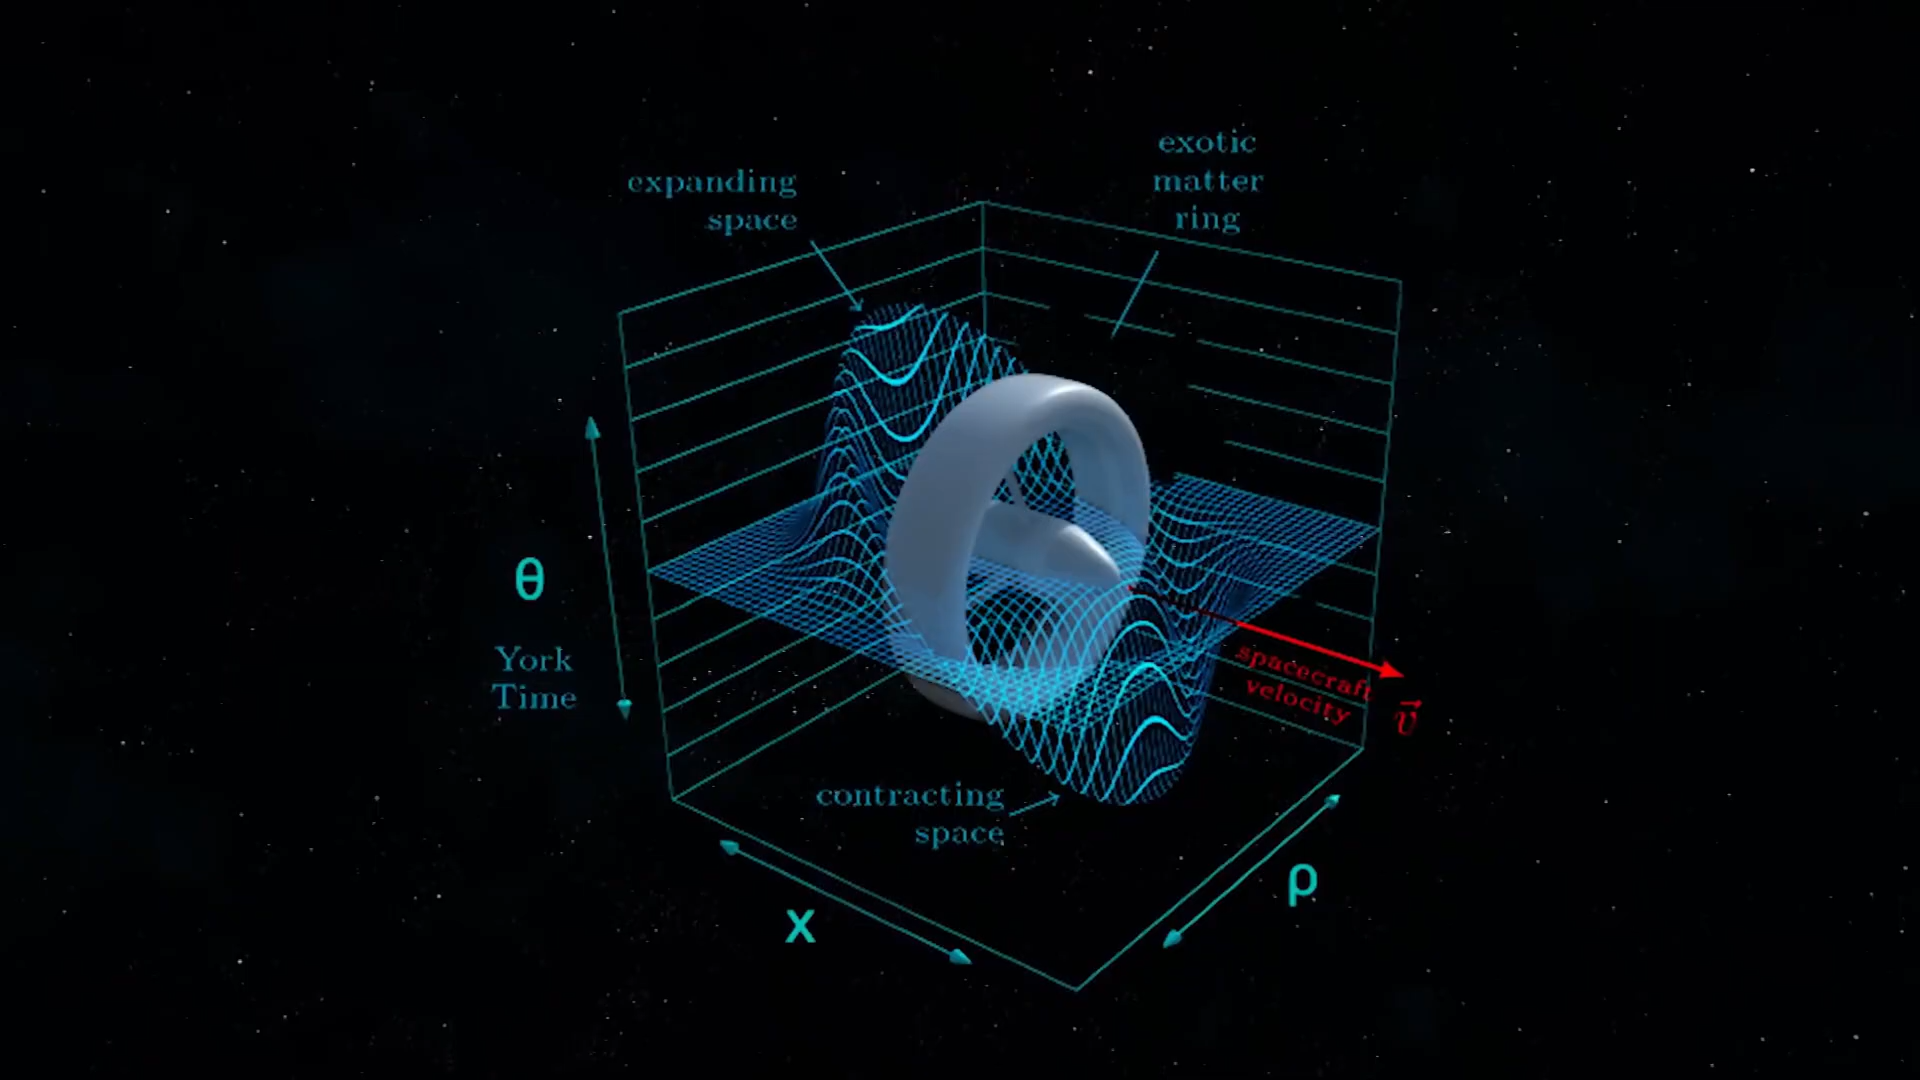 exotic
matter
ring
expanding
space
θ
York
Time
spacecraft
velocity
v⃗
contracting
space
x
ρ